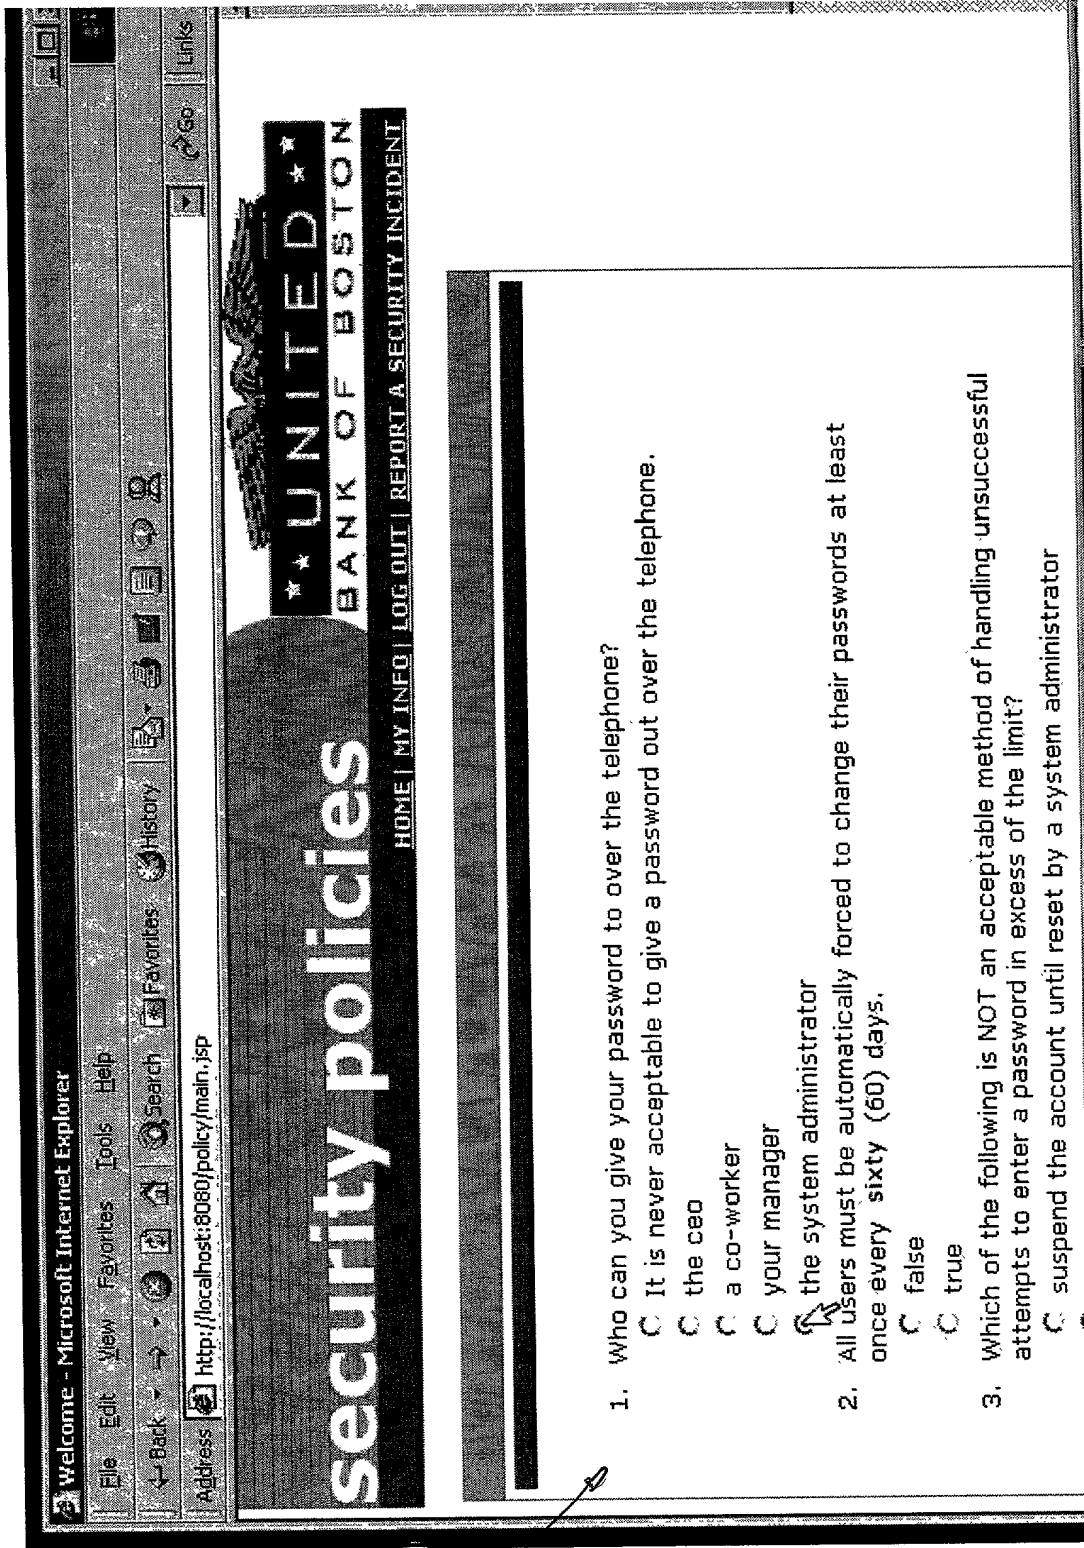 Welcome - Microsoft Internet Explorer
File Edit View Favorites Tools Help
Back Search Favorites History
Address http://localhost:8080/policy/main.jsp Go Links
security policies
UNITED
BANK OF BOSTON
HOME | MY INFO | LOG OUT | REPORT A SECURITY INCIDENT
1. Who can you give your password to over the telephone?
It is never acceptable to give a password out over the telephone.
the ceo
a co-worker
your manager
the system administrator
2. All users must be automatically forced to change their passwords at least
once every sixty (60) days.
false
true
3. Which of the following is NOT an acceptable method of handling unsuccessful
attempts to enter a password in excess of the limit?
suspend the account until reset by a system administrator